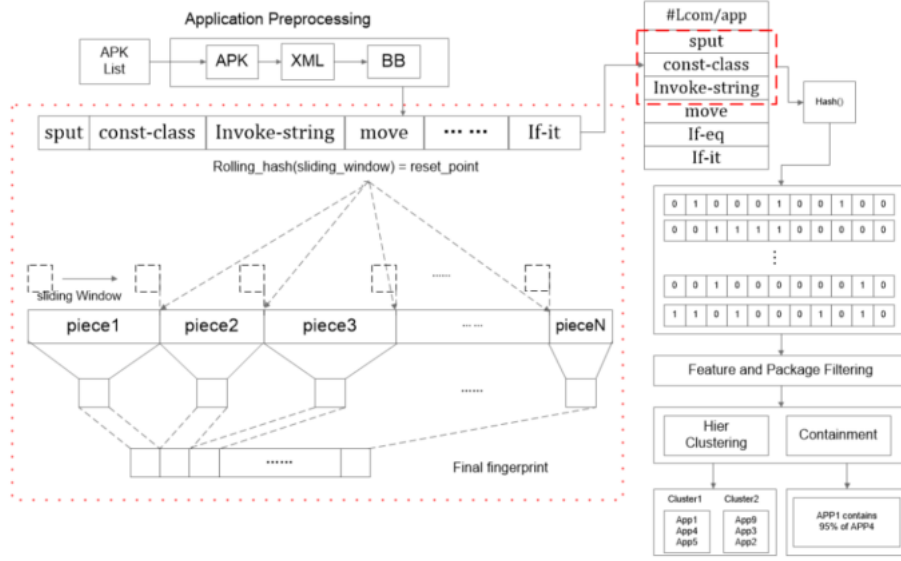 Application Preprocessing
APK
List
APK
XML
BB
sput
const-class
Invoke-string
move
... ...
If-it
Rolling_hash(sliding_window) = reset_point
sliding Window
......
piece1
piece2
piece3
... ...
pieceN
......
......
Final fingerprint
#Lcom/app
sput
const-class
Invoke-string
move
If-eq
If-it
Hash()
0 1 0 0 0 1 0 0 1 0 0
0 0 1 1 1 1 0 0 0 0 0
⋮
0 0 1 0 0 0 0 0 0 1 0
1 1 0 1 0 0 0 1 0 1 0
Feature and Package Filtering
Hier
Clustering
Containment
Cluster1
Cluster2
App1
App4
App5
App9
App3
App2
APP1 contains
95% of APP4